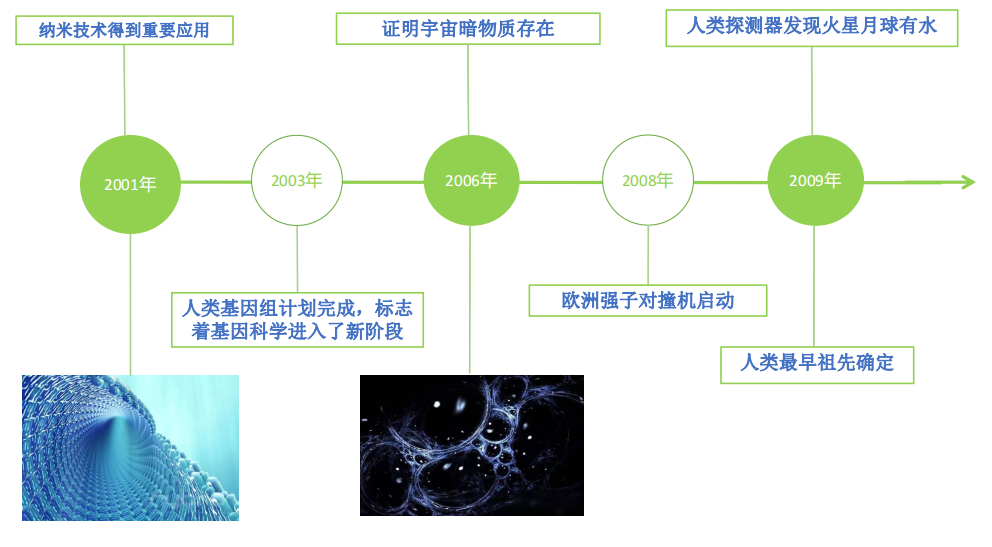 纳米技术得到重要应用
证明宇宙暗物质存在
人类探测器发现火星月球有水
2001年
2003年
2006年
2008年
2009年
人类基因组计划完成，标志
着基因科学进入了新阶段
欧洲强子对撞机启动
人类最早祖先确定